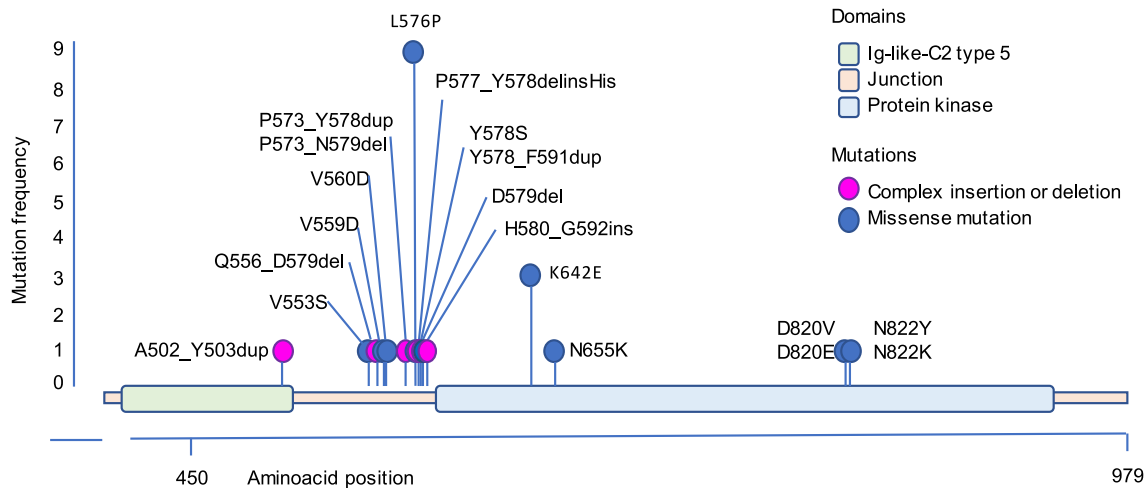 L576P
Domains
Ig-like-C2 type 5
Junction
Protein kinase
Mutations
Complex insertion or deletion
Missense mutation
Mutation frequency
9
8
7
6
5
4
3
2
1
0
P577_Y578delinsHis
P573_Y578dup
P573_N579del
Y578S
Y578_F591dup
V560D
D579del
V559D
H580_G592ins
Q556_D579del
K642E
V553S
A502_Y503dup
N655K
D820V
D820E
N822Y
N822K
450
Aminoacid position
979